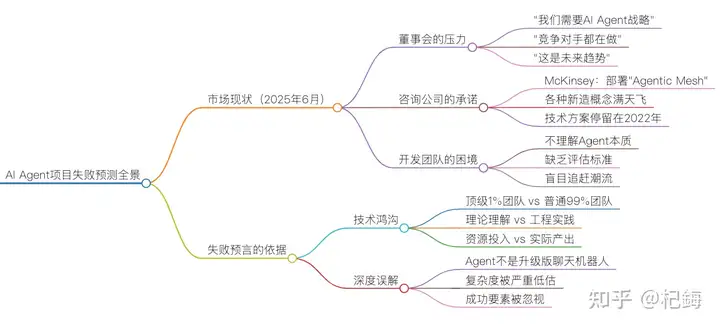 AI Agent项目失败预测全景
市场现状（2025年6月）
董事会的压力
"我们需要AI Agent战略"
"竞争对手都在做"
"这是未来趋势"
咨询公司的承诺
McKinsey：部署"Agentic Mesh"
各种新造概念满天飞
技术方案停留在2022年
开发团队的困境
不理解Agent本质
缺乏评估标准
盲目追赶潮流
失败预言的依据
技术鸿沟
顶级1%团队 vs 普通99%团队
理论理解 vs 工程实践
资源投入 vs 实际产出
深度误解
Agent不是升级版聊天机器人
复杂度被严重低估
成功要素被忽视
知乎 @杞鋂